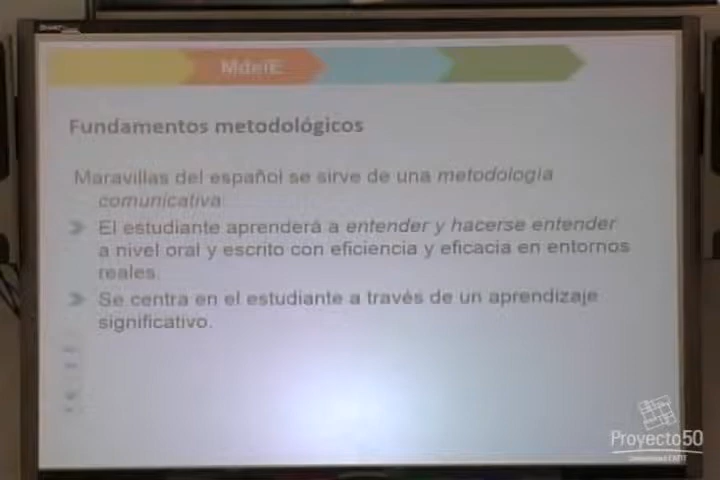 MdelE
Fundamentos metodológicos
Maravillas del español se sirve de una metodología
comunicativa
El estudiante aprenderá a entender y hacerse entender
a nivel oral y escrito con eficiencia y eficacia en entornos
reales.
Se centra en el estudiante a través de un aprendizaje
significativo.
Proyecto50